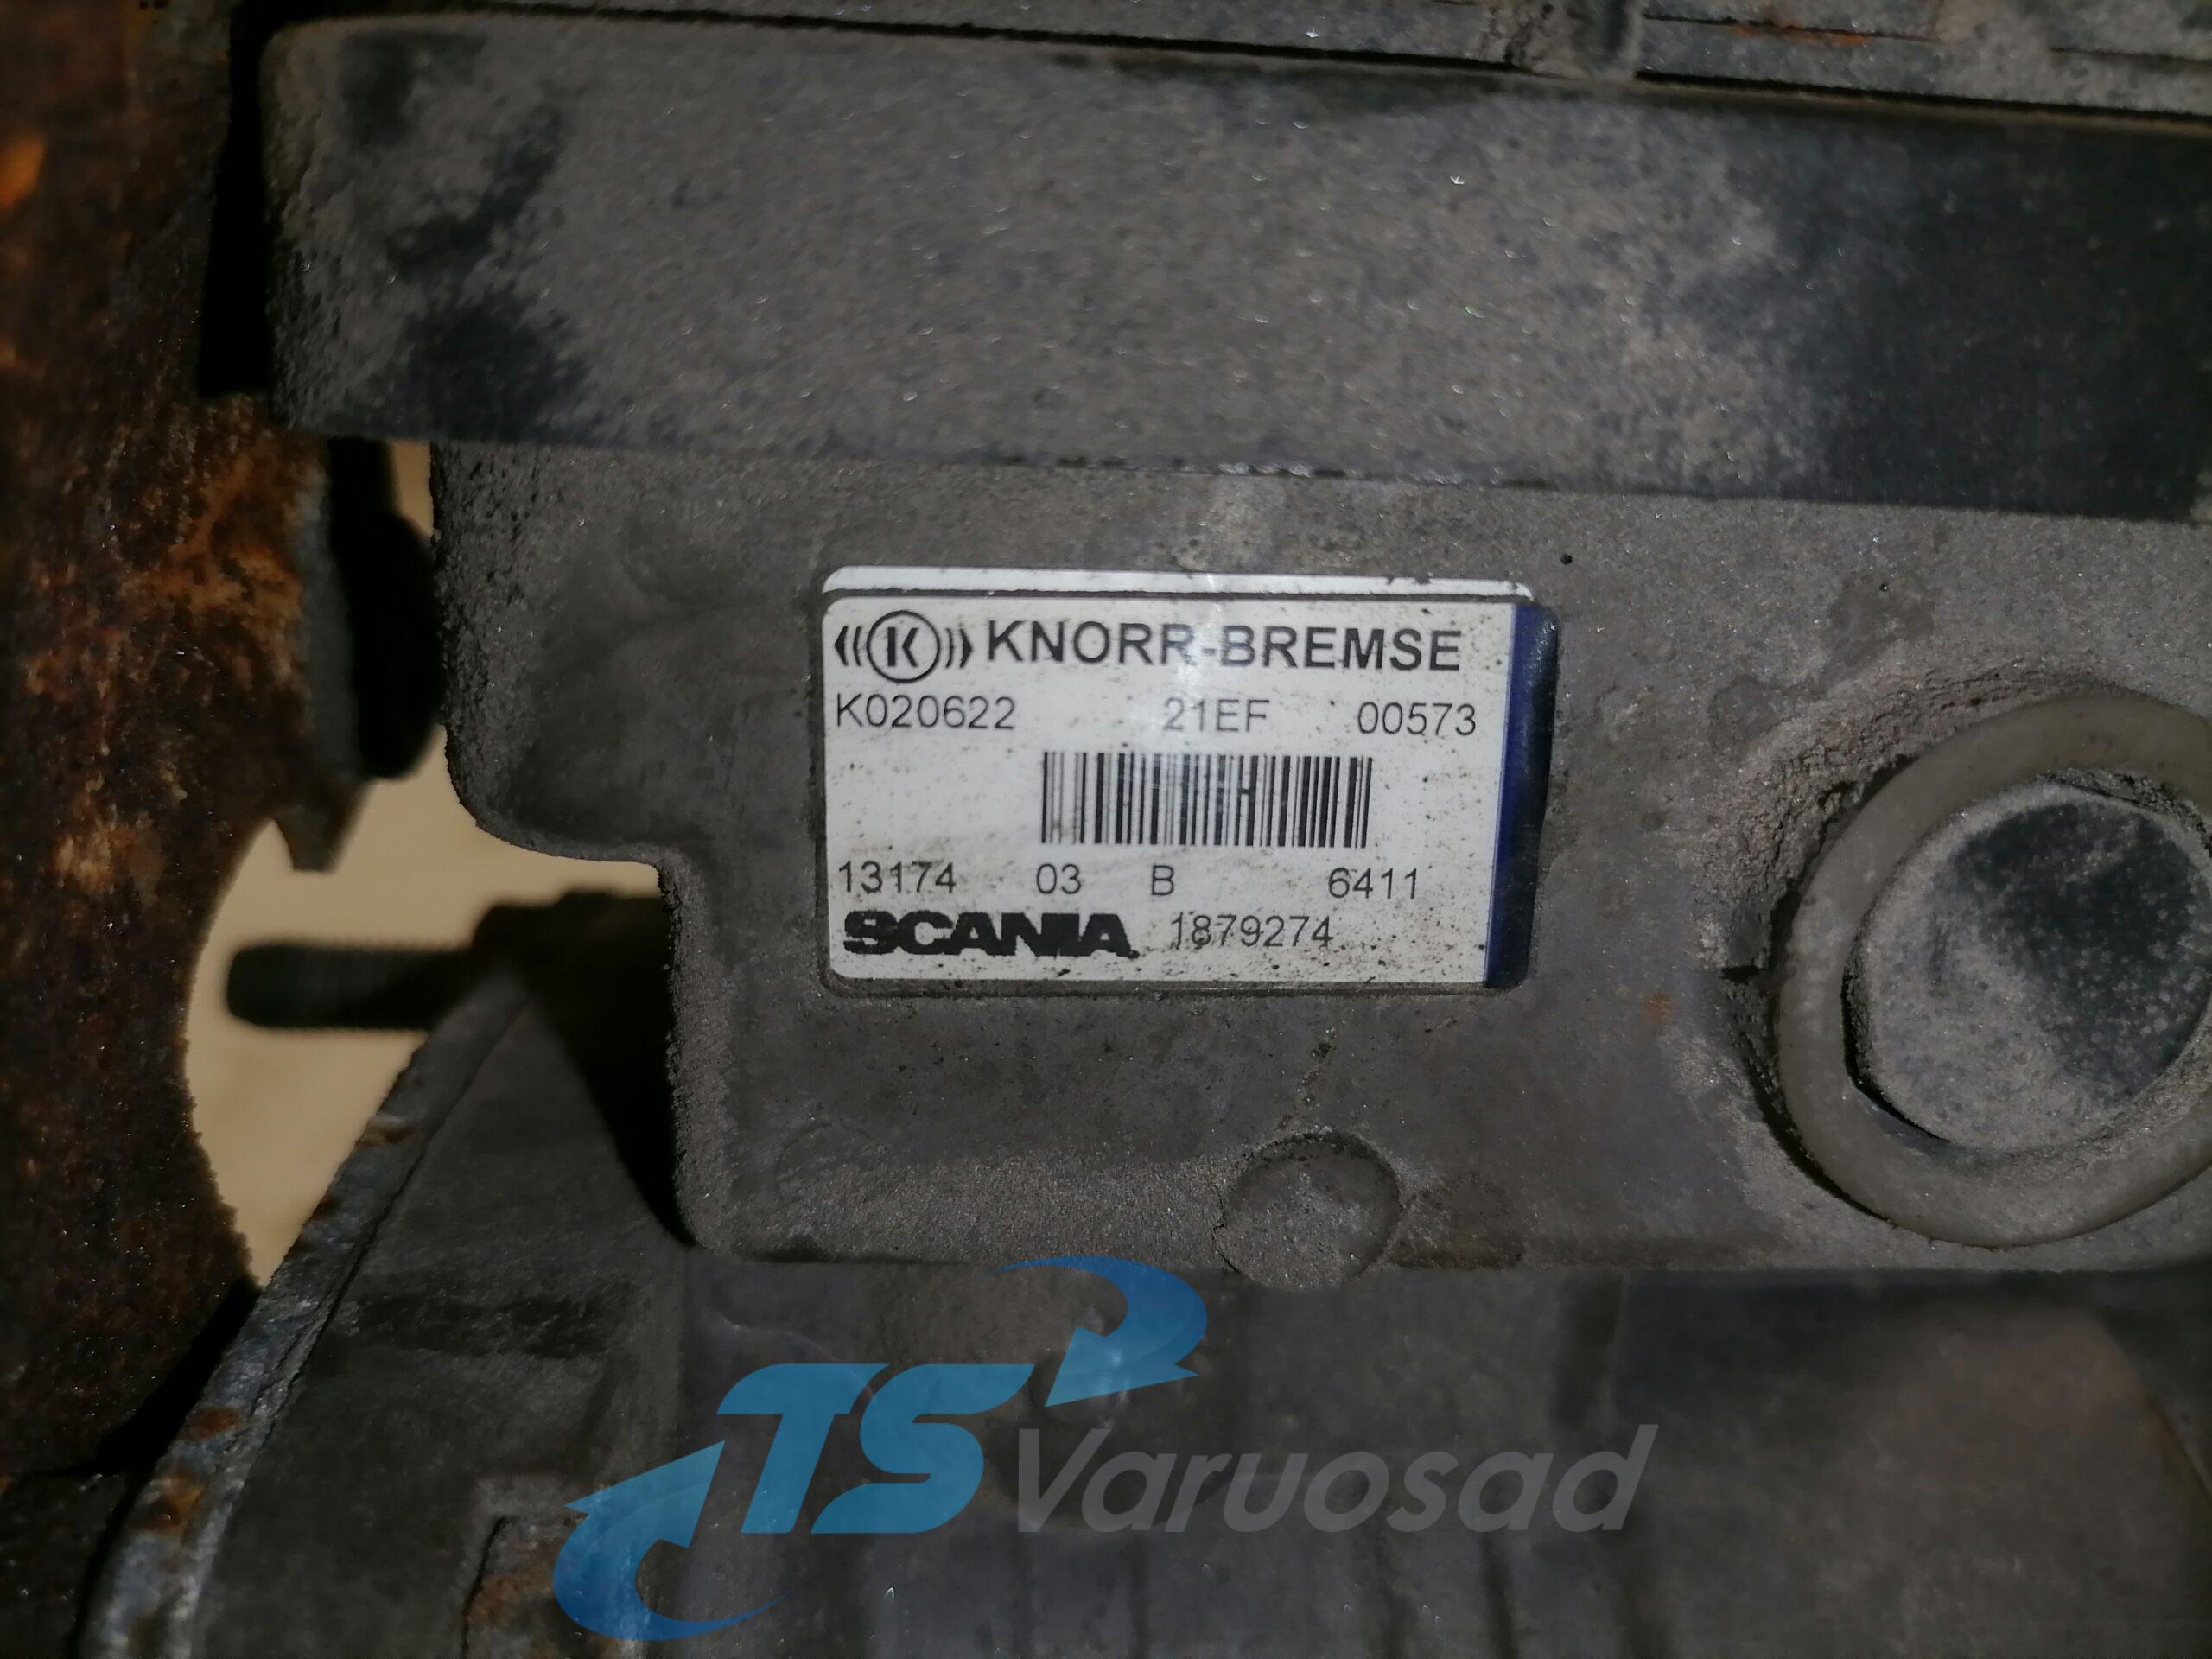 K KNORR-BREMSE
K020622 21EF 00573
13174 03 B 6411
SCANIA 1879274
TS Varuosad